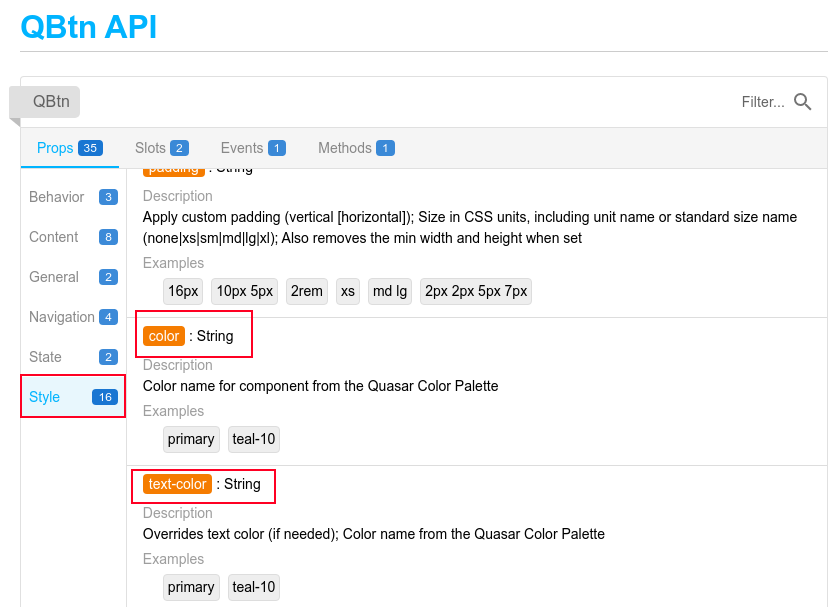 QBtn API
QBtn
Filter...
Props 35 Slots 2 Events 1 Methods 1
Behavior 3
Content 8
General 2
Navigation 4
State 2
Style 16
padding : String
Description
Apply custom padding (vertical [horizontal]); Size in CSS units, including unit name or standard size name
(none|xs|sm|md|lg|xl); Also removes the min width and height when set
Examples
16px 10px 5px 2rem xs md lg 2px 2px 5px 7px
color : String
Description
Color name for component from the Quasar Color Palette
Examples
primary teal-10
text-color : String
Description
Overrides text color (if needed); Color name from the Quasar Color Palette
Examples
primary teal-10